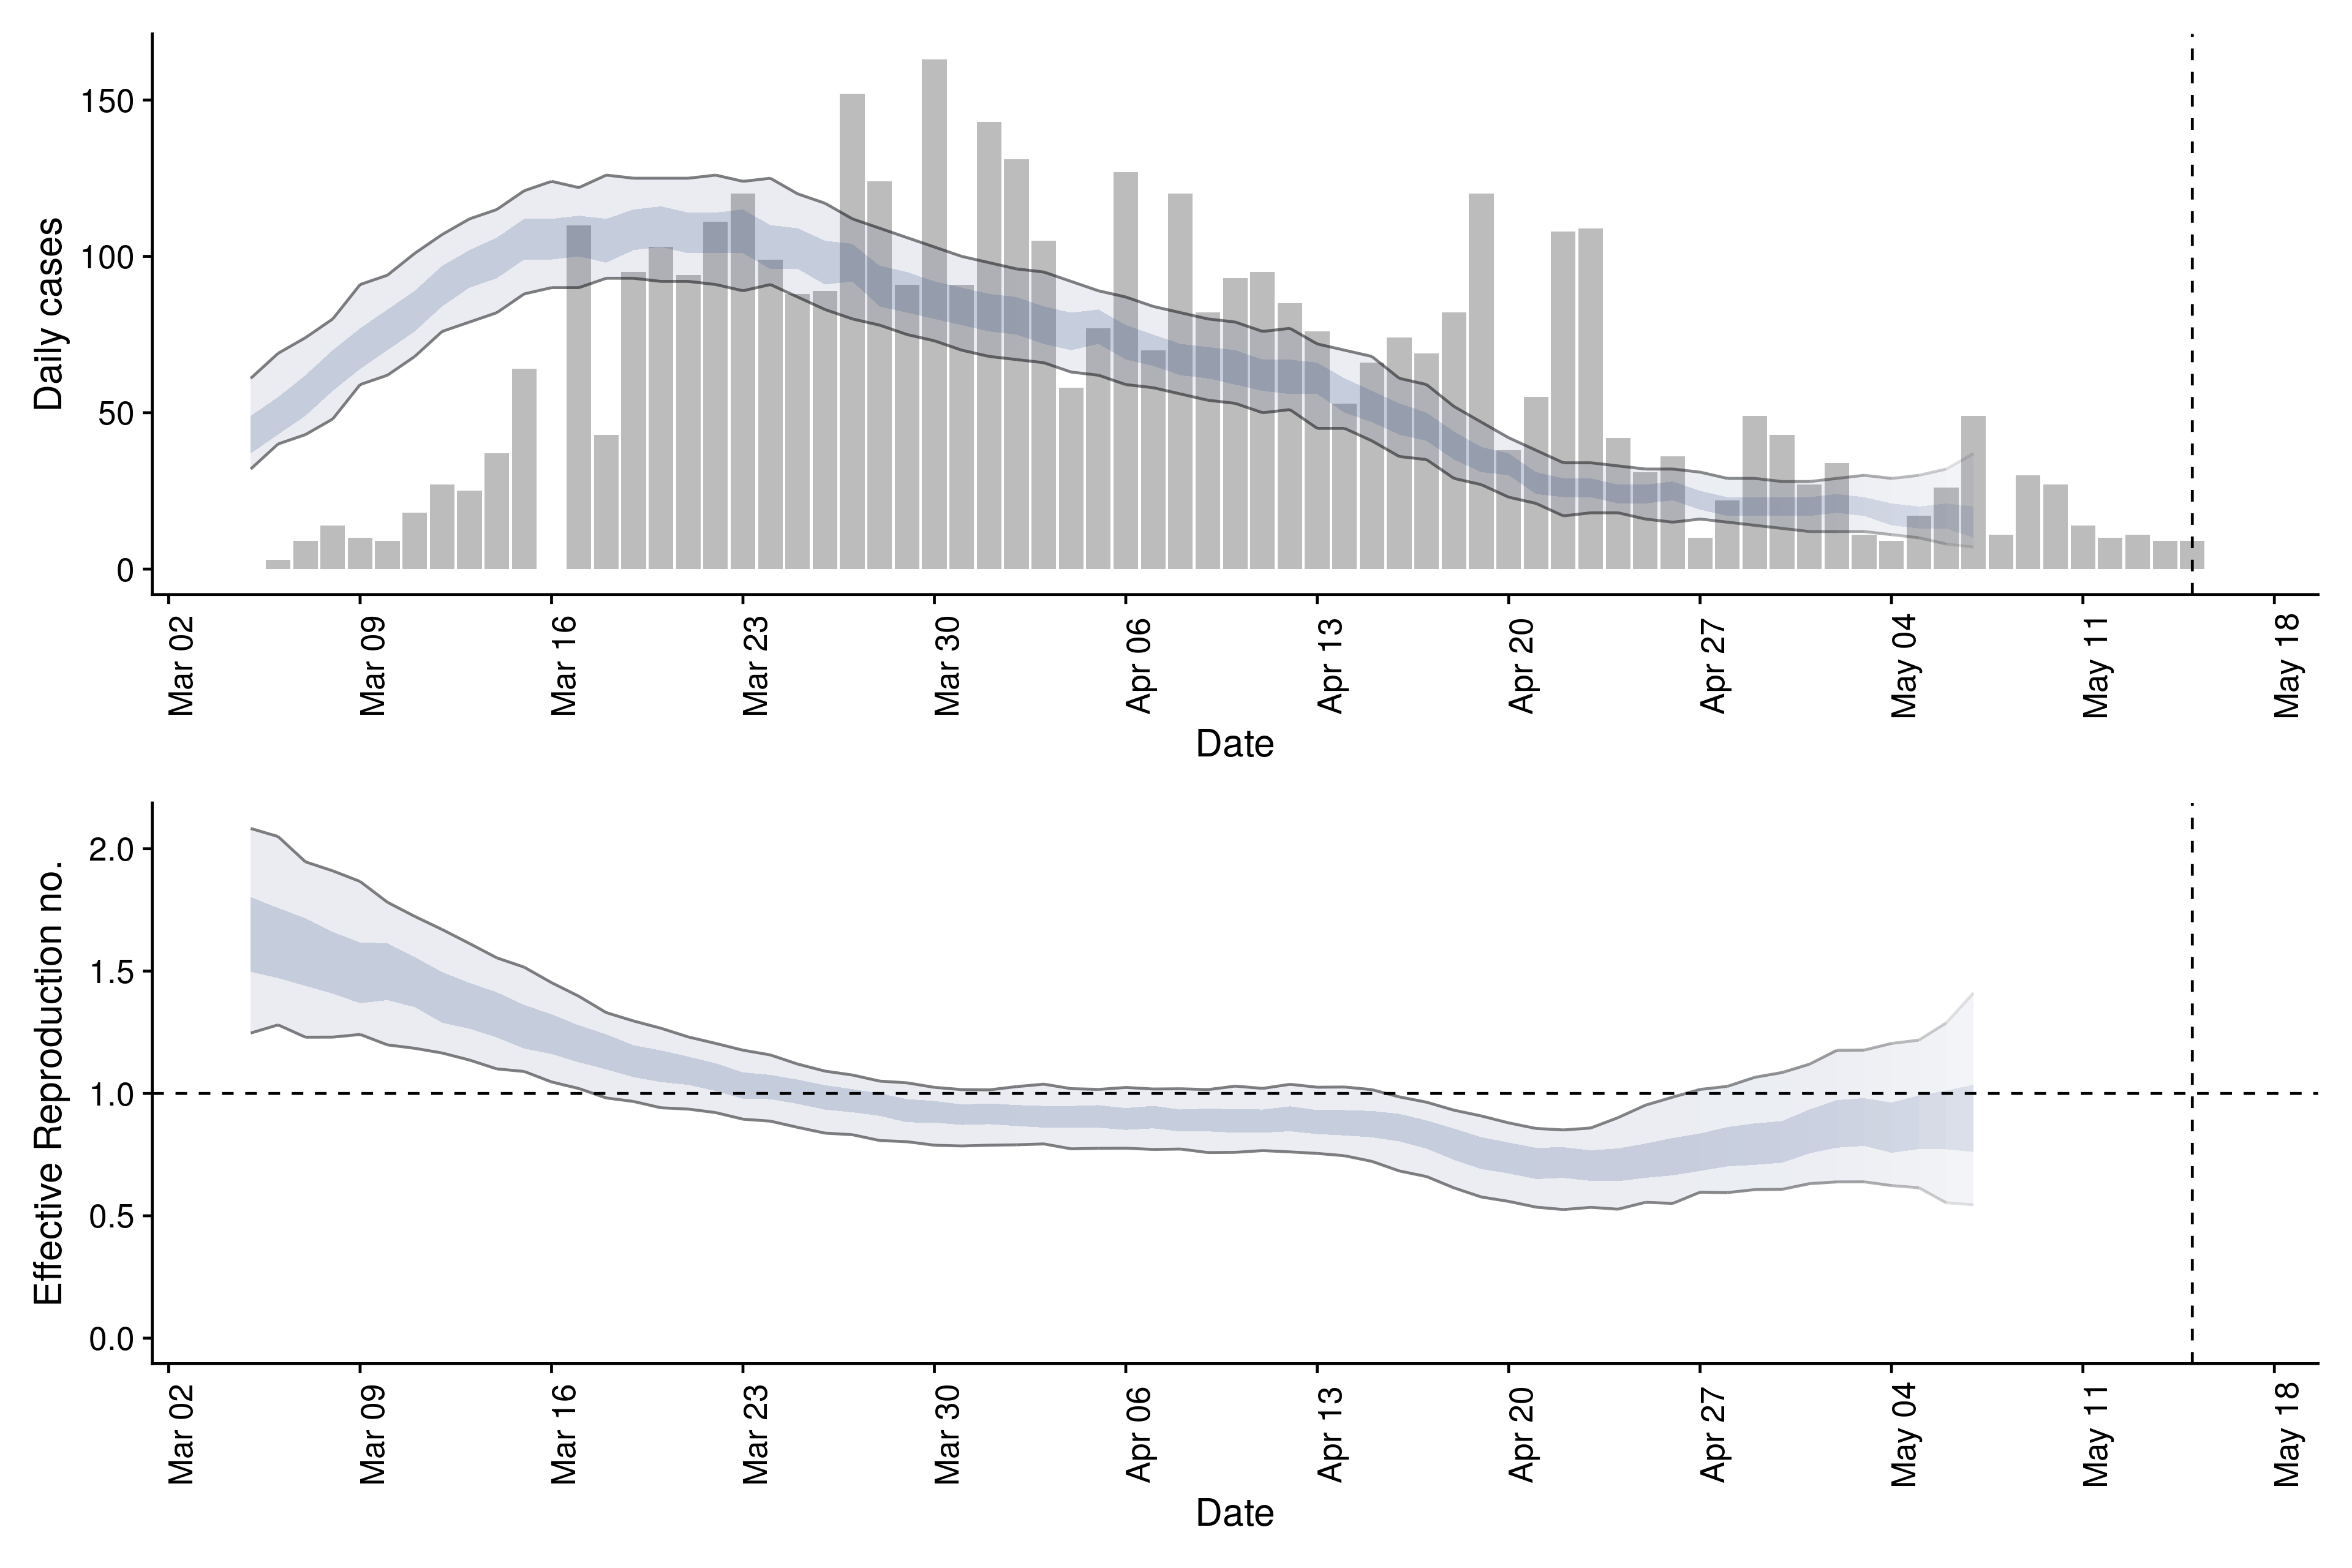 Daily cases
150
100
50
0
Mar 02
Mar 09
Mar 16
Mar 23
Mar 30
Apr 06
Apr 13
Apr 20
Apr 27
May 04
May 11
May 18
Date
Effective Reproduction no.
2.0
1.5
1.0
0.5
0.0
Mar 02
Mar 09
Mar 16
Mar 23
Mar 30
Apr 06
Apr 13
Apr 20
Apr 27
May 04
May 11
May 18
Date